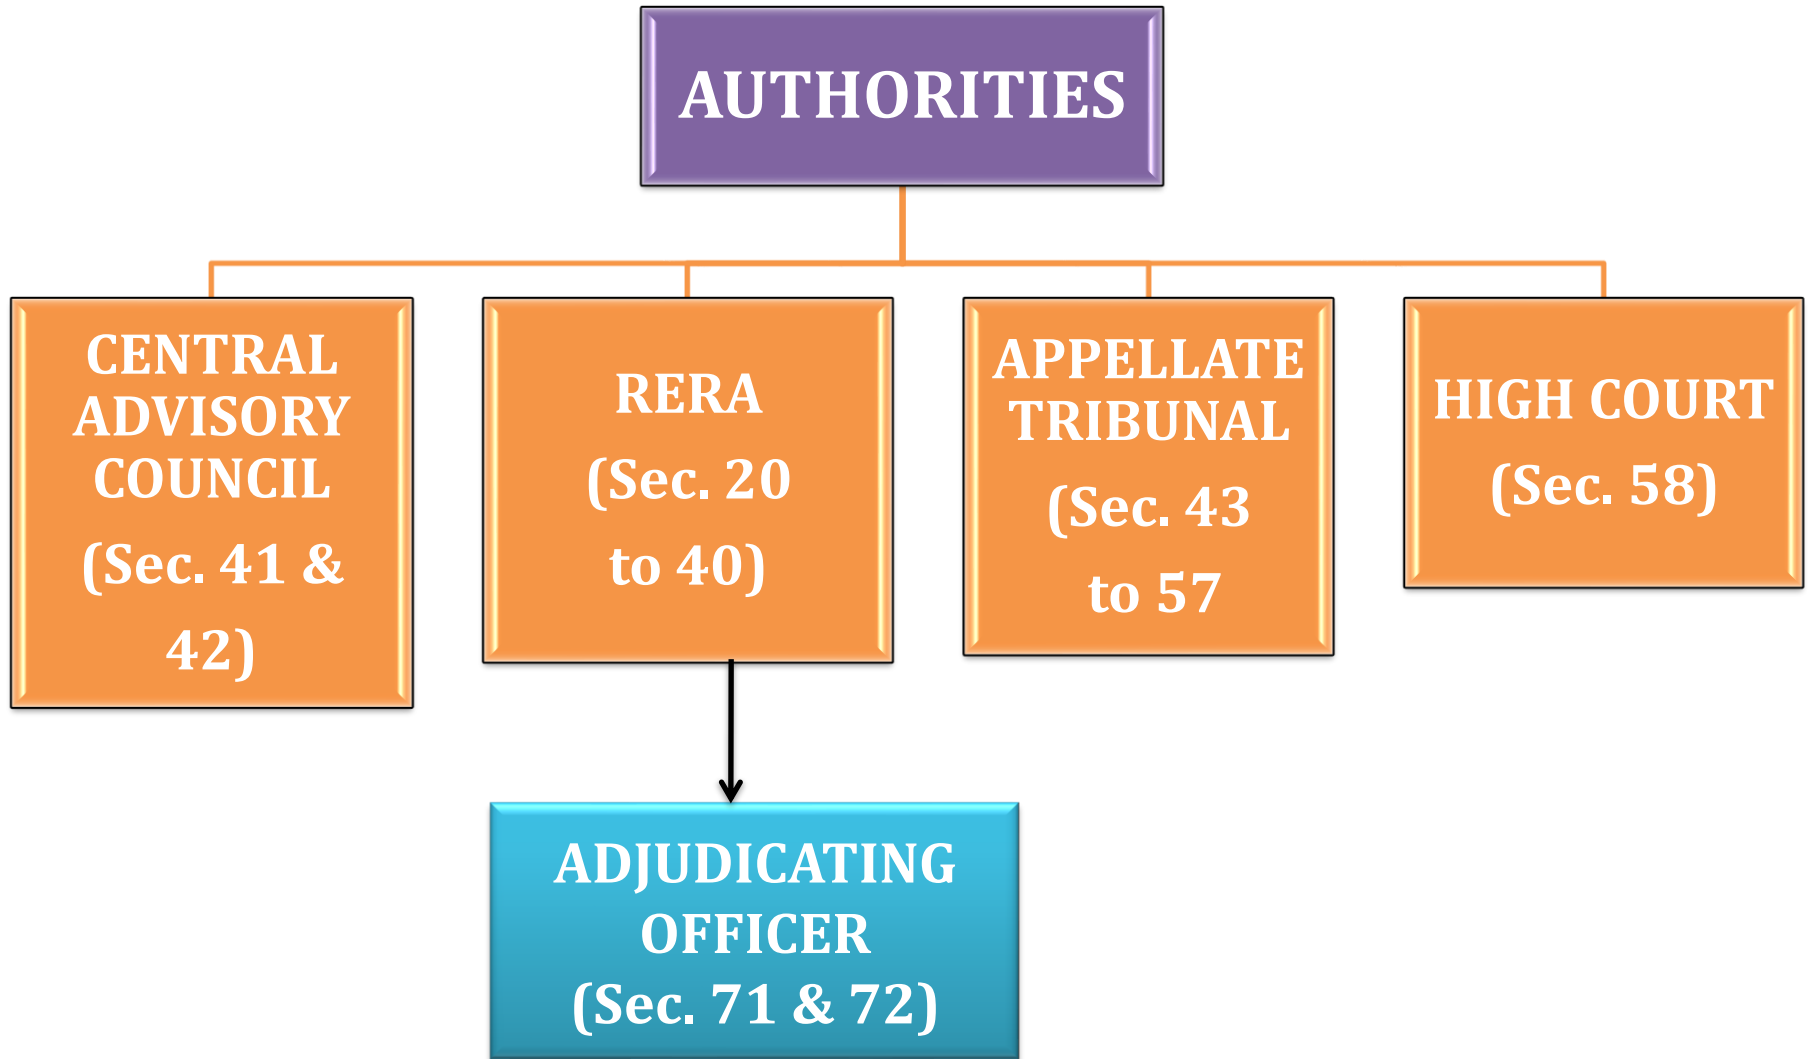 AUTHORITIES
CENTRAL
ADVISORY
COUNCIL
(Sec. 41 &
42)
RERA
(Sec. 20
to 40)
APPELLATE
TRIBUNAL
(Sec. 43
to 57
HIGH COURT
(Sec. 58)
ADJUDICATING
OFFICER
(Sec. 71 & 72)